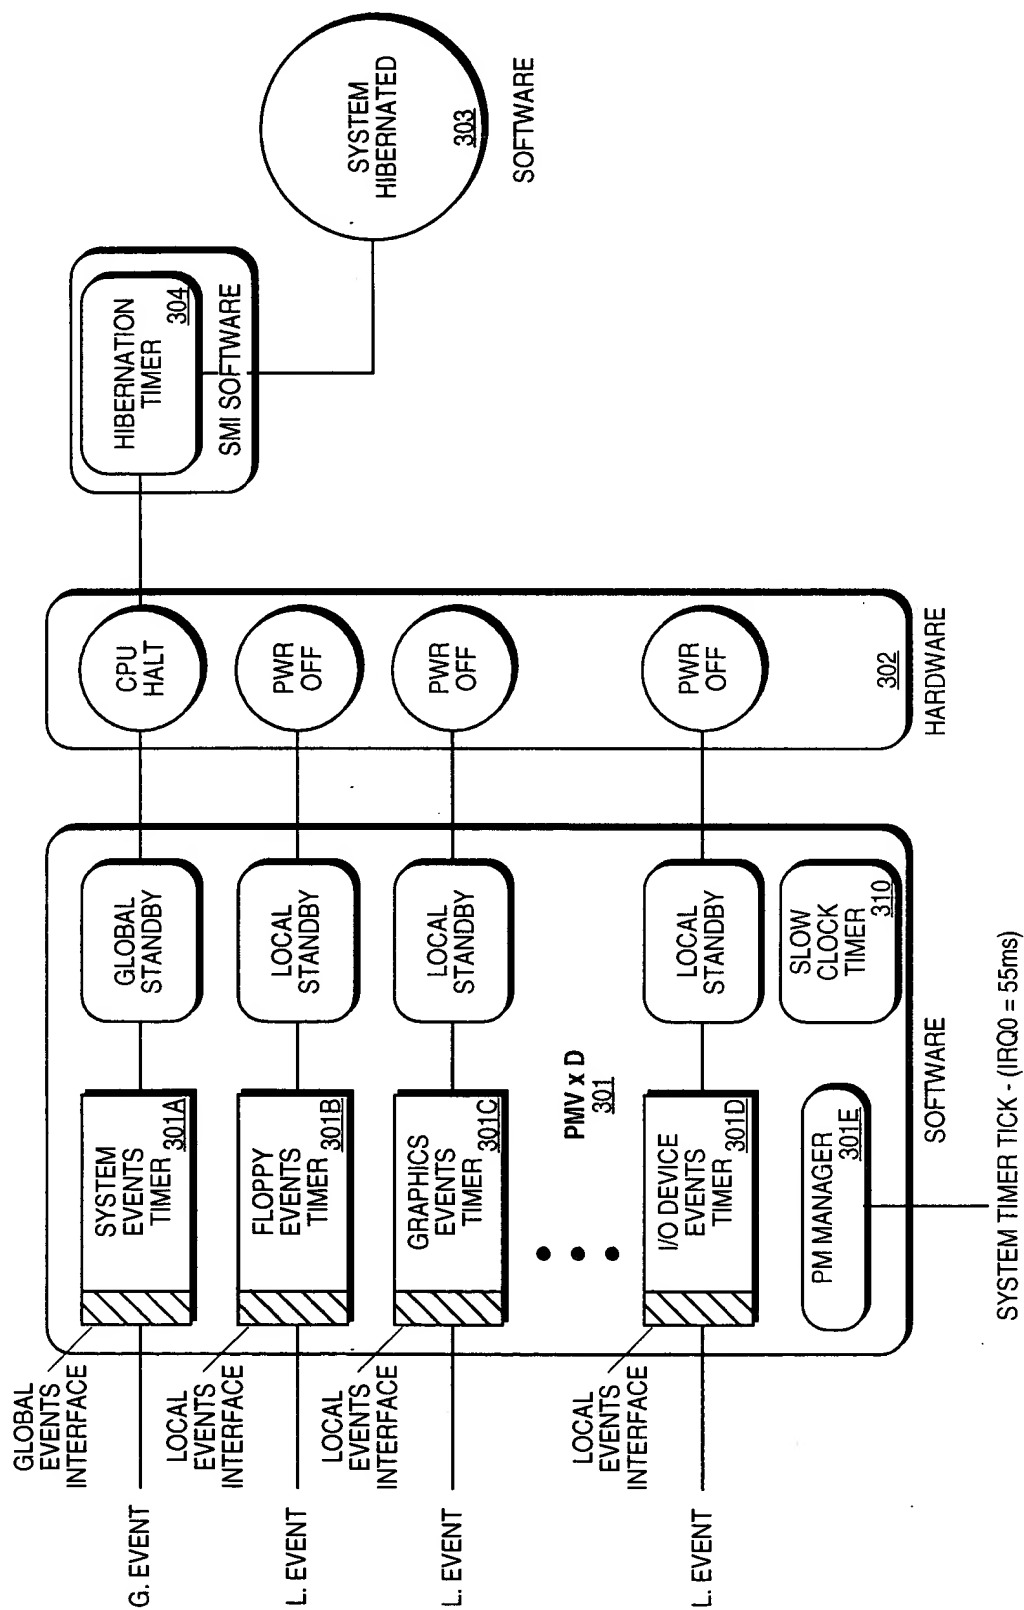 G. EVENT
GLOBAL
EVENTS
INTERFACE
SYSTEM
EVENTS
TIMER
301A
GLOBAL
STANDBY
CPU
HALT
HIBERNATION
TIMER
304
SMI SOFTWARE
L. EVENT
LOCAL
EVENTS
INTERFACE
FLOPPY
EVENTS
TIMER
301B
LOCAL
STANDBY
PWR
OFF
SYSTEM
HIBERNATED
303
SOFTWARE
L. EVENT
LOCAL
EVENTS
INTERFACE
GRAPHICS
EVENTS
TIMER
301C
LOCAL
STANDBY
PWR
OFF
PMV x D
301
L. EVENT
LOCAL
EVENTS
INTERFACE
I/O DEVICE
EVENTS
TIMER
301D
LOCAL
STANDBY
PWR
OFF
PM MANAGER
301E
SLOW
CLOCK
TIMER
310
302
SOFTWARE
HARDWARE
SYSTEM TIMER TICK - (IRQ0 = 55ms)